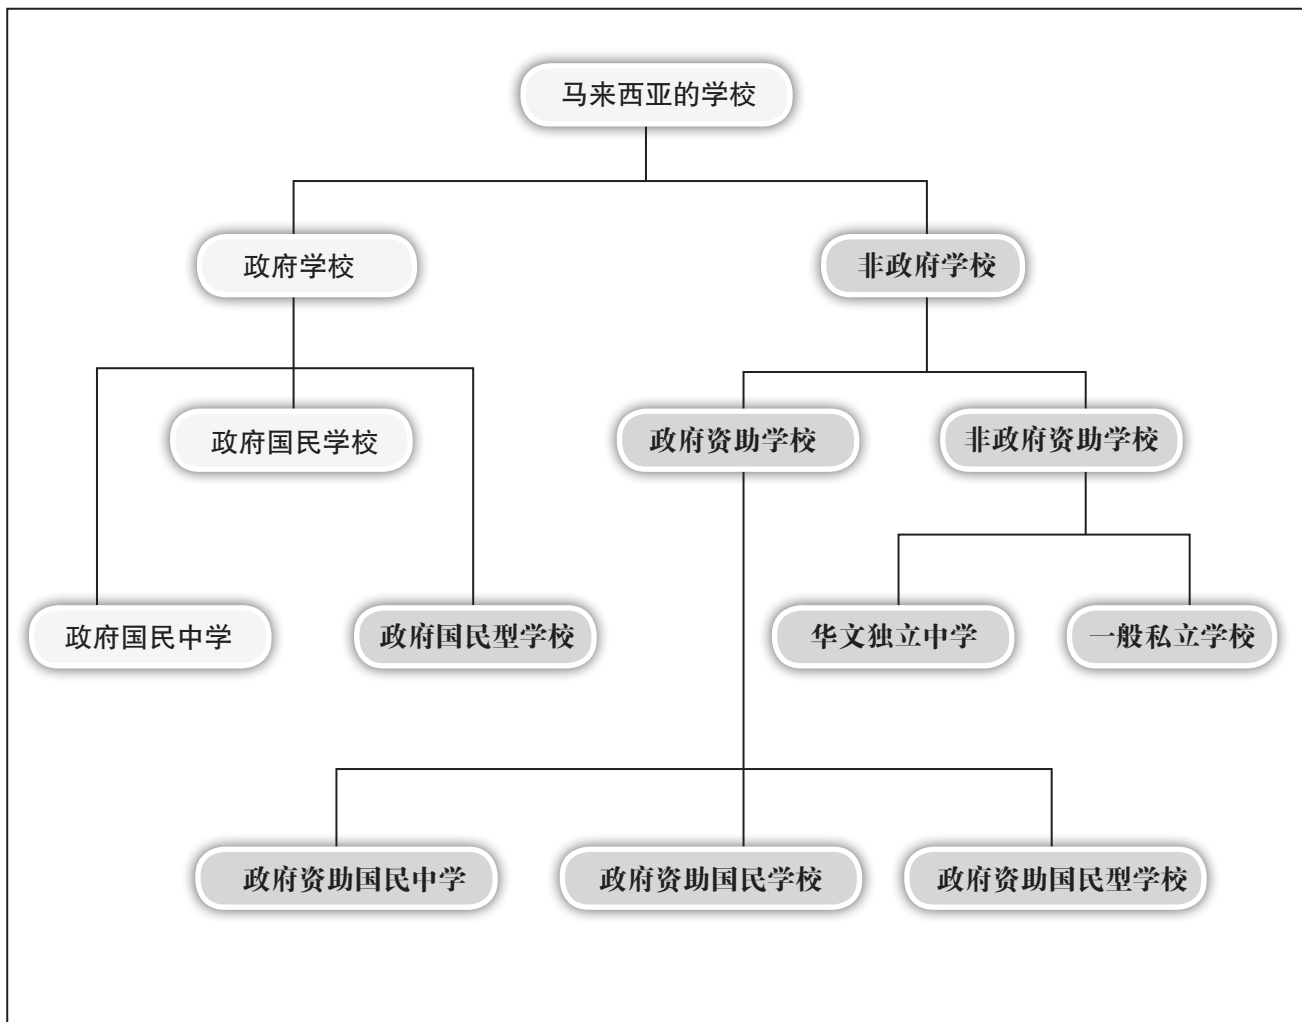 马来西亚的学校
政府学校
非政府学校
政府国民学校
政府资助学校
非政府资助学校
政府国民中学
政府国民型学校
华文独立中学
一般私立学校
政府资助国民中学
政府资助国民学校
政府资助国民型学校